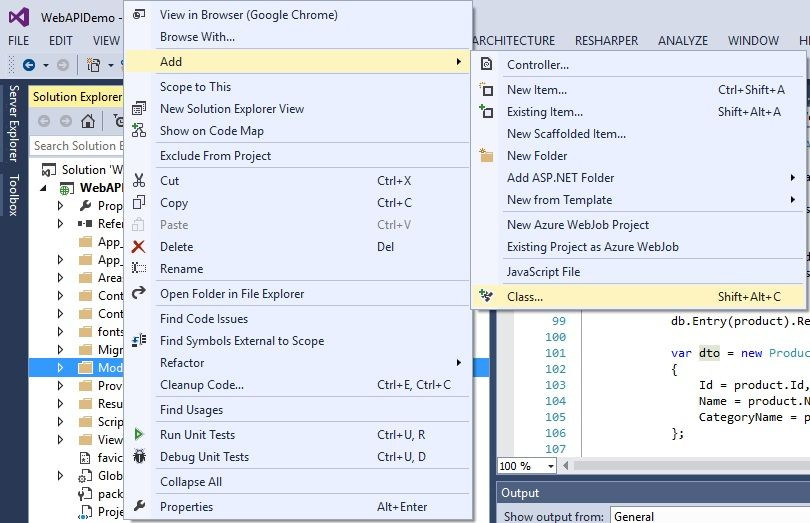 WebAPIDemo
FILE EDIT VIEW
ARCHITECTURE RESHARPER ANALYZE WINDOW
Server Explorer
Toolbox
Solution Explorer
Search Solution
Solution 'W
WebAPI
Prop
Refer
App_
App_
Areas
Cont
Cont
fonts
Migr
Mod
Prov
Resu
Scrip
View
favic
Glob
pack
Proje
View in Browser (Google Chrome)
Browse With...
Add
Scope to This
New Solution Explorer View
Show on Code Map
Exclude From Project
Cut Ctrl+X
Copy Ctrl+C
Paste Ctrl+V
Delete Del
Rename
Open Folder in File Explorer
Find Code Issues
Find Symbols External to Scope
Refactor
Cleanup Code... Ctrl+E, Ctrl+C
Find Usages
Run Unit Tests Ctrl+U, R
Debug Unit Tests Ctrl+U, D
Collapse All
Properties Alt+Enter
Controller...
New Item... Ctrl+Shift+A
Existing Item... Shift+Alt+A
New Scaffolded Item...
New Folder
Add ASP.NET Folder
New from Template
New Azure WebJob Project
Existing Project as Azure WebJob
JavaScript File
Class... Shift+Alt+C
99 db.Entry(product).Re
100
101 var dto = new Produc
102 {
103 Id = product.Id,
104 Name = product.N
105 CategoryName = p
106 };
107
100 %
Output
Show output from: General